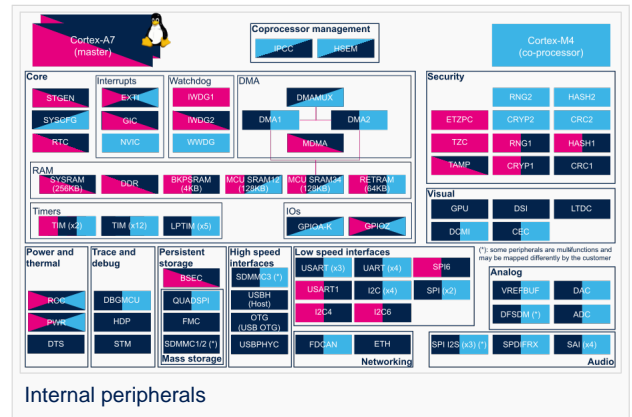 Cortex-A7
(master)
Coprocessor management
IPCC
HSEM
Cortex-M4
(co-processor)
Core
STGEN
SYSCFG
RTC
Interrupts
EXTI
GIC
NVIC
Watchdog
IWDG1
IWDG2
WWDG
DMA
DMAMUX
DMA1
DMA2
MDMA
RAM
SYSRAM
(256KB)
DDR
BKPSRAM
(4KB)
MCU SRAM12
(128KB)
MCU SRAM34
(128KB)
RETRAM
(64KB)
Timers
TIM (x2)
TIM (x12)
LPTIM (x5)
IOs
GPIOA-K
GPIOZ
Security
RNG2
HASH2
ETZPC
CRYP2
CRC2
TZC
RNG1
HASH1
TAMP
CRYP1
CRC1
Visual
GPU
DSI
LTDC
DCMI
CEC
(*): some peripherals are multifunctions and
may be mapped differently by the customer
Power and
thermal
RCC
PWR
DTS
Trace and
debug
DBGMCU
HDP
STM
Persistent
storage
BSEC
QUADSPI
FMC
SDMMC1/2 (*)
Mass storage
High speed
interfaces
SDMMC3 (*)
USBH
(Host)
OTG
(USB OTG)
USBPHYC
Low speed interfaces
USART (x3)
UART (x4)
SPI6
USART1
I2C (x4)
SPI (x2)
I2C4
I2C6
FDCAN
ETH
Networking
Analog
VREFBUF
DAC
DFSDM (*)
ADC
SPI I2S (x3) (*)
SPDIFRX
SAI (x4)
Audio
Internal peripherals